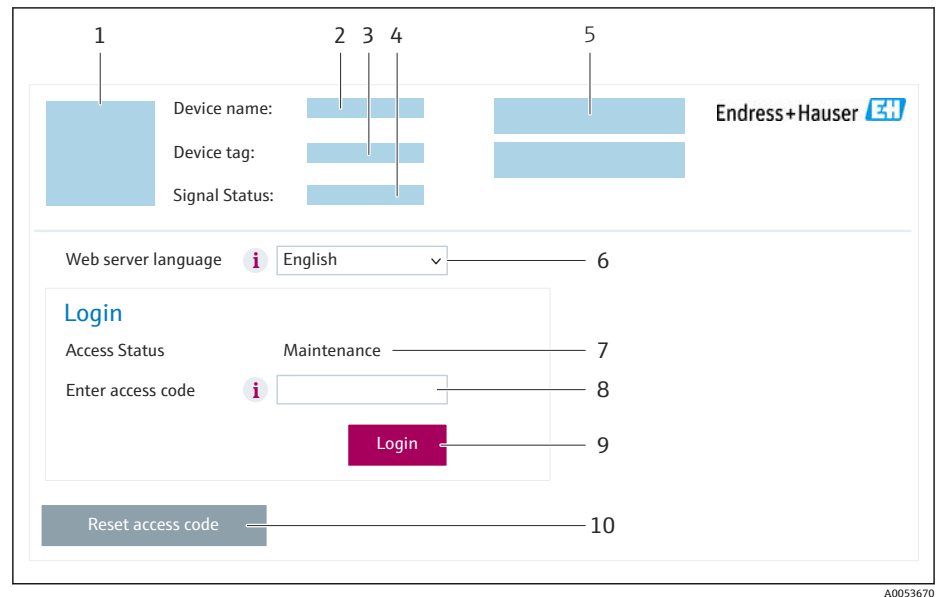 1 2 3 4 5
Device name:
Endress+Hauser EH
Device tag:
Signal Status:
Web server language i English 6
Login
Access Status Maintenance 7
Enter access code i 8
Login 9
Reset access code 10
A0053670